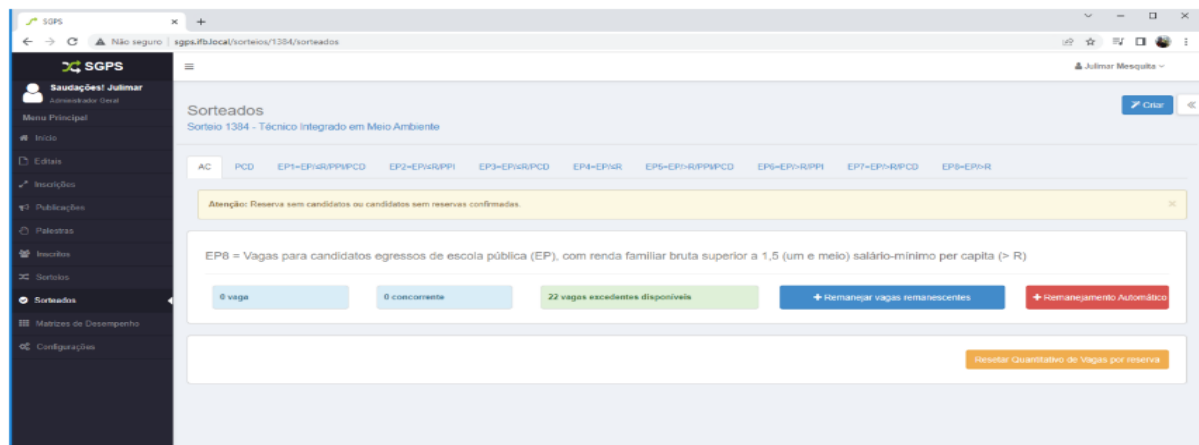 SGPS
Não seguro | sgps.ifb.local/sorteios/1384/sorteados
SGPS
Julimar Mesquita
Saudações! Julimar
Administrador Geral
Menu Principal
Início
Editais
Inscrições
Publicações
Palestras
Inscritos
Sorteios
Sorteados
Matrizes de Desempenho
Configurações
Sorteados
Criar
Sorteio 1384 - Técnico Integrado em Meio Ambiente
AC PCD EP1=EP/≤R/PPI/PCD EP2=EP/≤R/PPI EP3=EP/≤R/PCD EP4=EP/≤R EP5=EP/>R/PPI/PCD EP6=EP/>R/PPI EP7=EP/>R/PCD EP8=EP/>R
Atenção: Reserva sem candidatos ou candidatos sem reservas confirmadas.
EP8 = Vagas para candidatos egressos de escola pública (EP), com renda familiar bruta superior a 1,5 (um e meio) salário-mínimo per capita (> R)
0 vaga 0 concorrente 22 vagas excedentes disponíveis + Remanejar vagas remanescentes + Remanejamento Automático
Resetar Quantitativo de Vagas por reserva